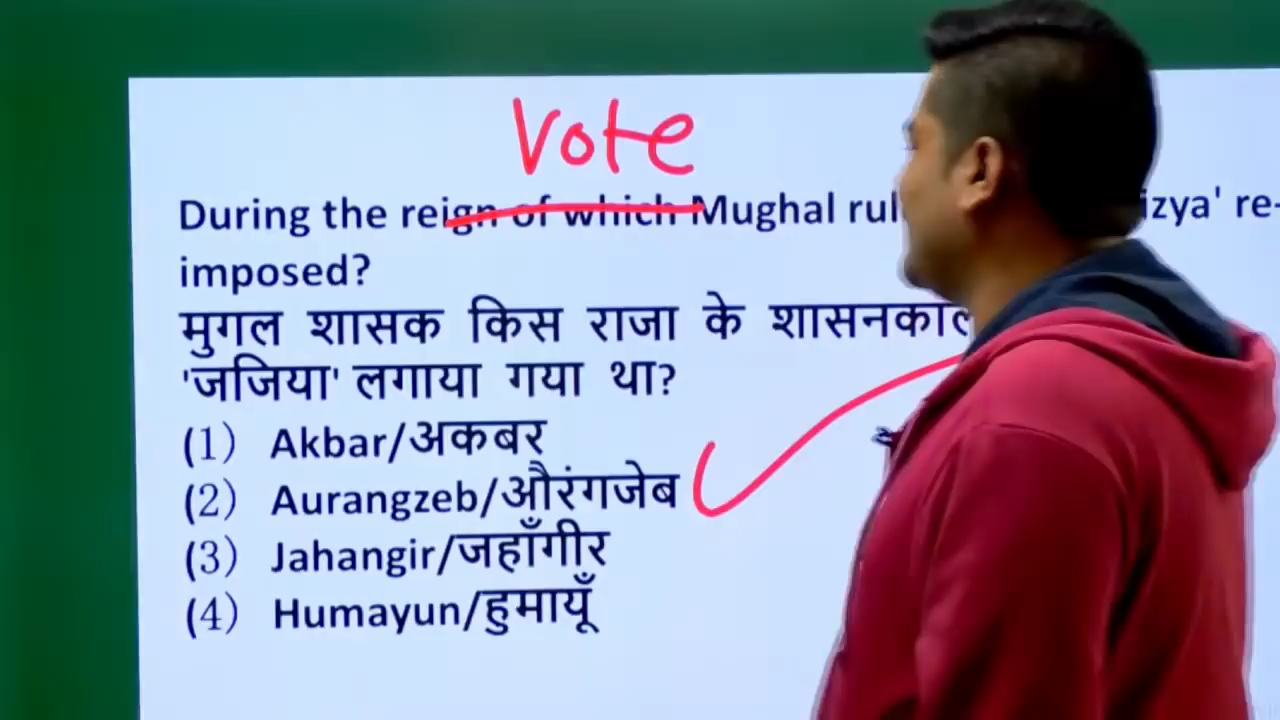 Vote
During the reign of which Mughal rul izya' re-
imposed?
मुगल शासक किस राजा के शासनकाल
'जजिया' लगाया गया था?
(1) Akbar/अकबर
(2) Aurangzeb/औरंगजेब
(3) Jahangir/जहाँगीर
(4) Humayun/हुमायूँ